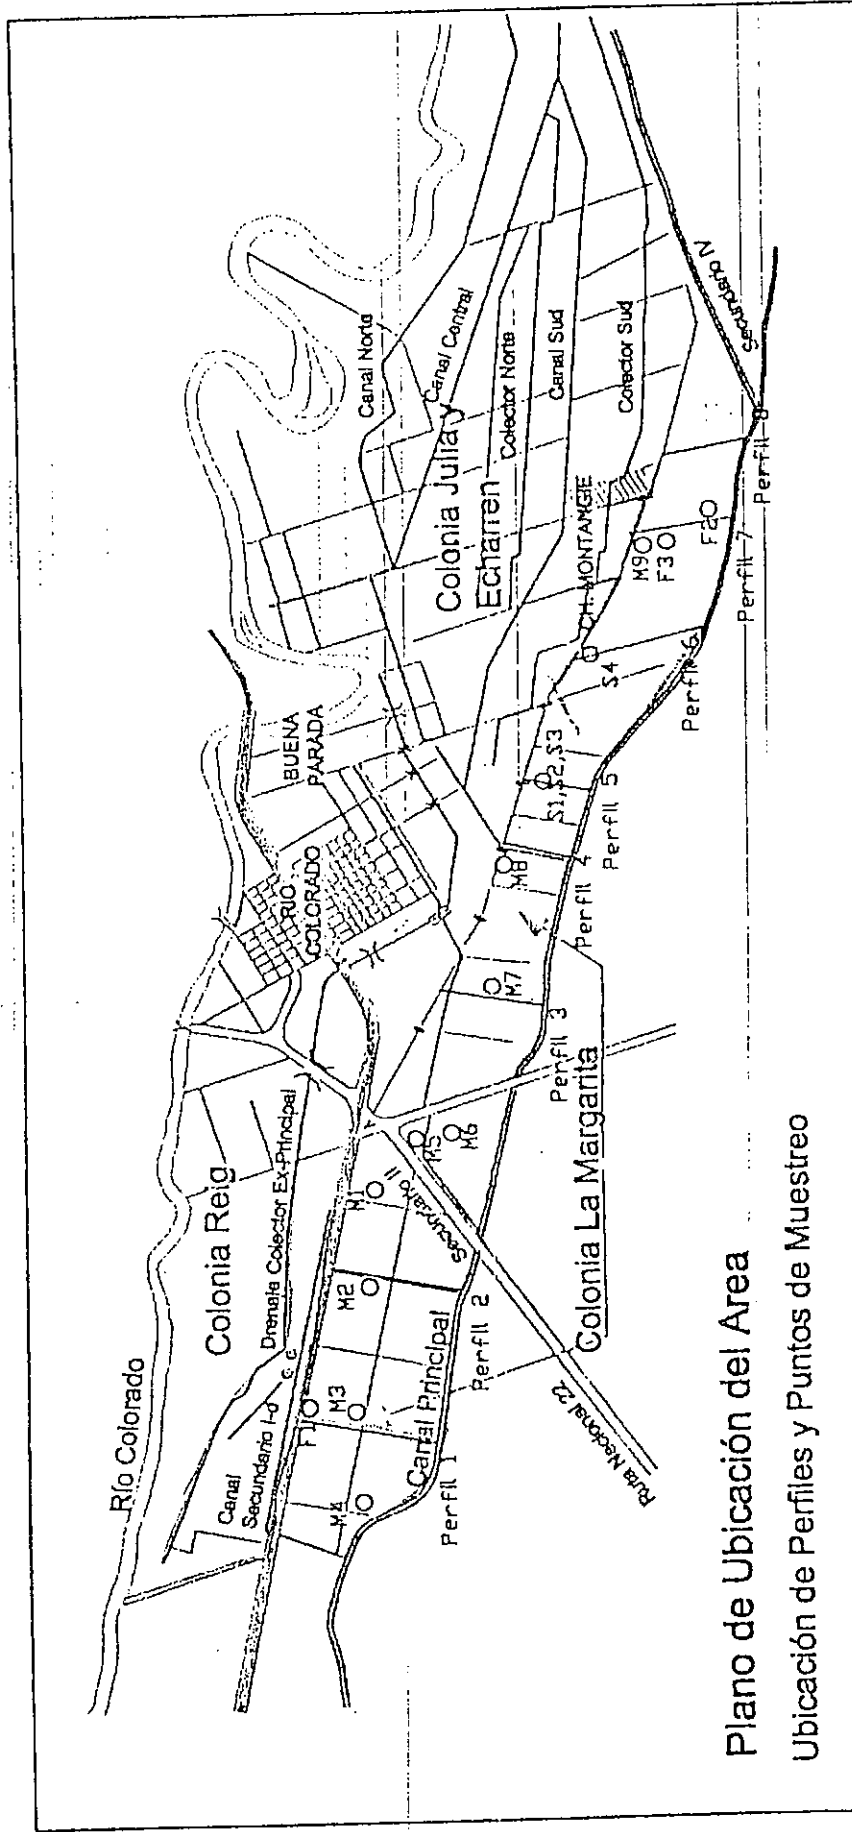 Río Colorado
Colonia Reig
Drenaje Colector Ex-Principal
Canal
Secundario I-d
F1
M1
M2
M3
M4
M5
M6
Secundario II
Canal Principal
Perfil 1
Perfil 2
Ruta Nacional 22
Colonia La Margarita
Perfil 3
M7
Perfil 4
M8
RIO
COLORADO
BUENA
PARADA
S1,S2,S3
Perfil 5
S4
Perfil 6
CH. MONTAMGIE
Colonia Julia y
Echarren
Canal Norte
Canal Central
Colector Norte
Canal Sud
Colector Sud
M9
F3
F2
Perfil 7
Perfil 8
Secundario IV
Plano de Ubicación del Area
Ubicación de Perfiles y Puntos de Muestreo